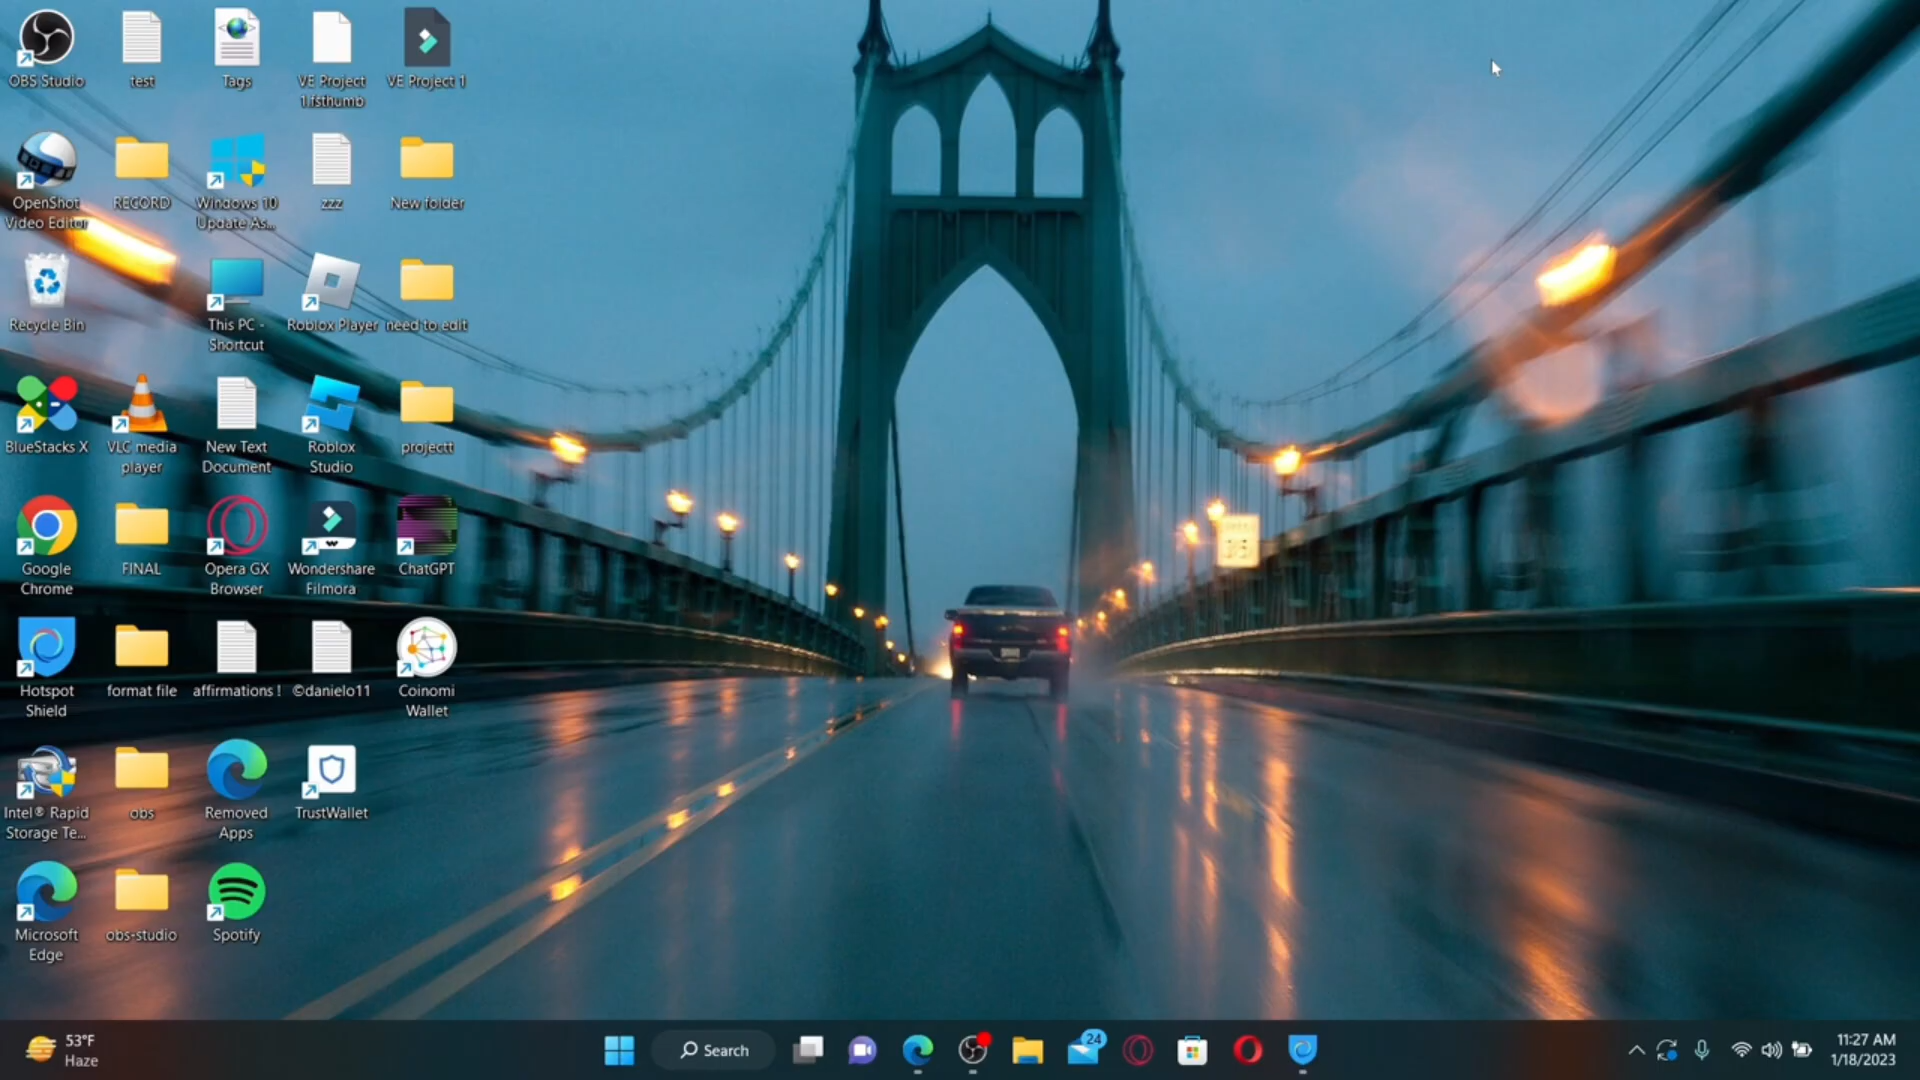 OBS Studio
test
Tags
VE Project
1.fsthumb
VE Project 1
OpenShot
Video Editor
RECORD
Windows 10
Update As...
zzz
New folder
Recycle Bin
This PC -
Shortcut
Roblox Player
need to edit
BlueStacks X
VLC media
player
New Text
Document
Roblox
Studio
projectt
Google
Chrome
FINAL
Opera GX
Browser
Wondershare
Filmora
ChatGPT
Hotspot
Shield
format file
affirmations !
©danielo11
Coinomi
Wallet
Intel® Rapid
Storage Te...
obs
Removed
Apps
TrustWallet
Microsoft
Edge
obs-studio
Spotify
53°F
Haze
Search
24
11:27 AM
1/18/2023